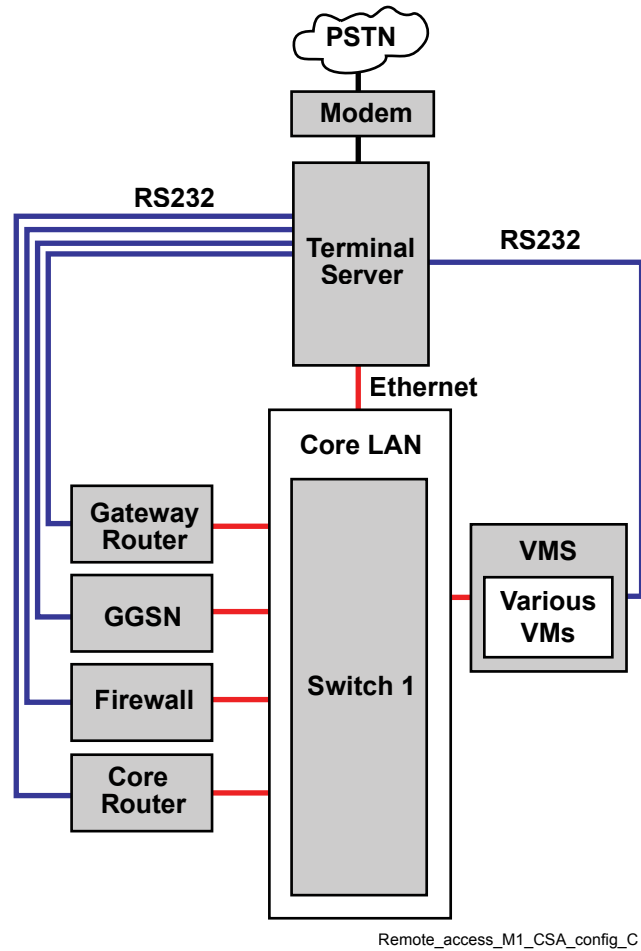 PSTN
Modem
RS232
Terminal
Server
RS232
Ethernet
Core LAN
Gateway
Router
GGSN
Firewall
Core
Router
Switch 1
VMS
Various
VMs
Remote_access_M1_CSA_config_C